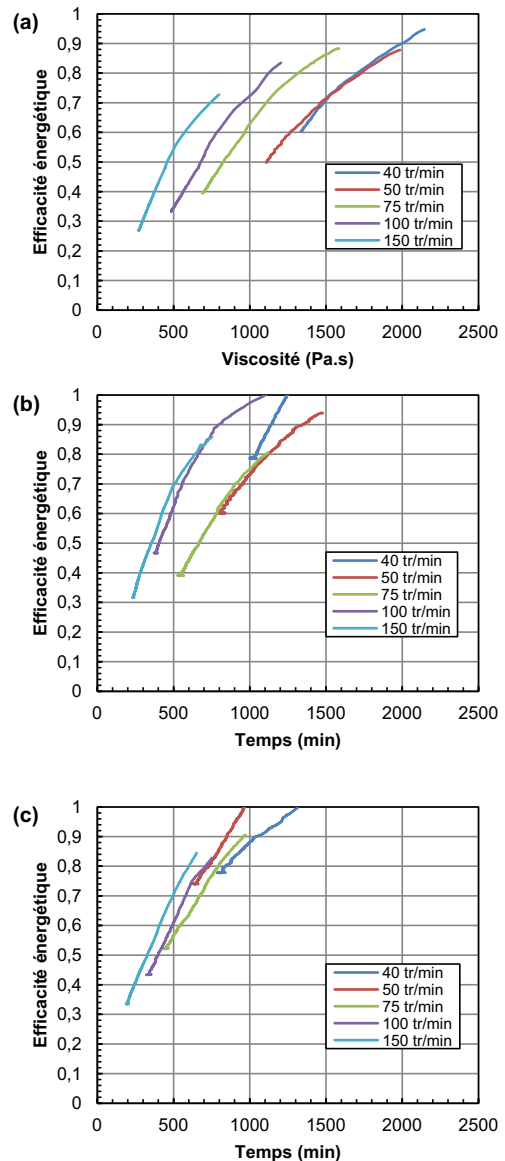 (a)
Efficacité énergétique
1
0,9
0,8
0,7
0,6
0,5
0,4
0,3
0,2
0,1
0
0 500 1000 1500 2000 2500
Viscosité (Pa.s)
40 tr/min
50 tr/min
75 tr/min
100 tr/min
150 tr/min
(b)
Efficacité énergétique
1
0,9
0,8
0,7
0,6
0,5
0,4
0,3
0,2
0,1
0
0 500 1000 1500 2000 2500
Temps (min)
40 tr/min
50 tr/min
75 tr/min
100 tr/min
150 tr/min
(c)
Efficacité énergétique
1
0,9
0,8
0,7
0,6
0,5
0,4
0,3
0,2
0,1
0
0 500 1000 1500 2000 2500
Temps (min)
40 tr/min
50 tr/min
75 tr/min
100 tr/min
150 tr/min